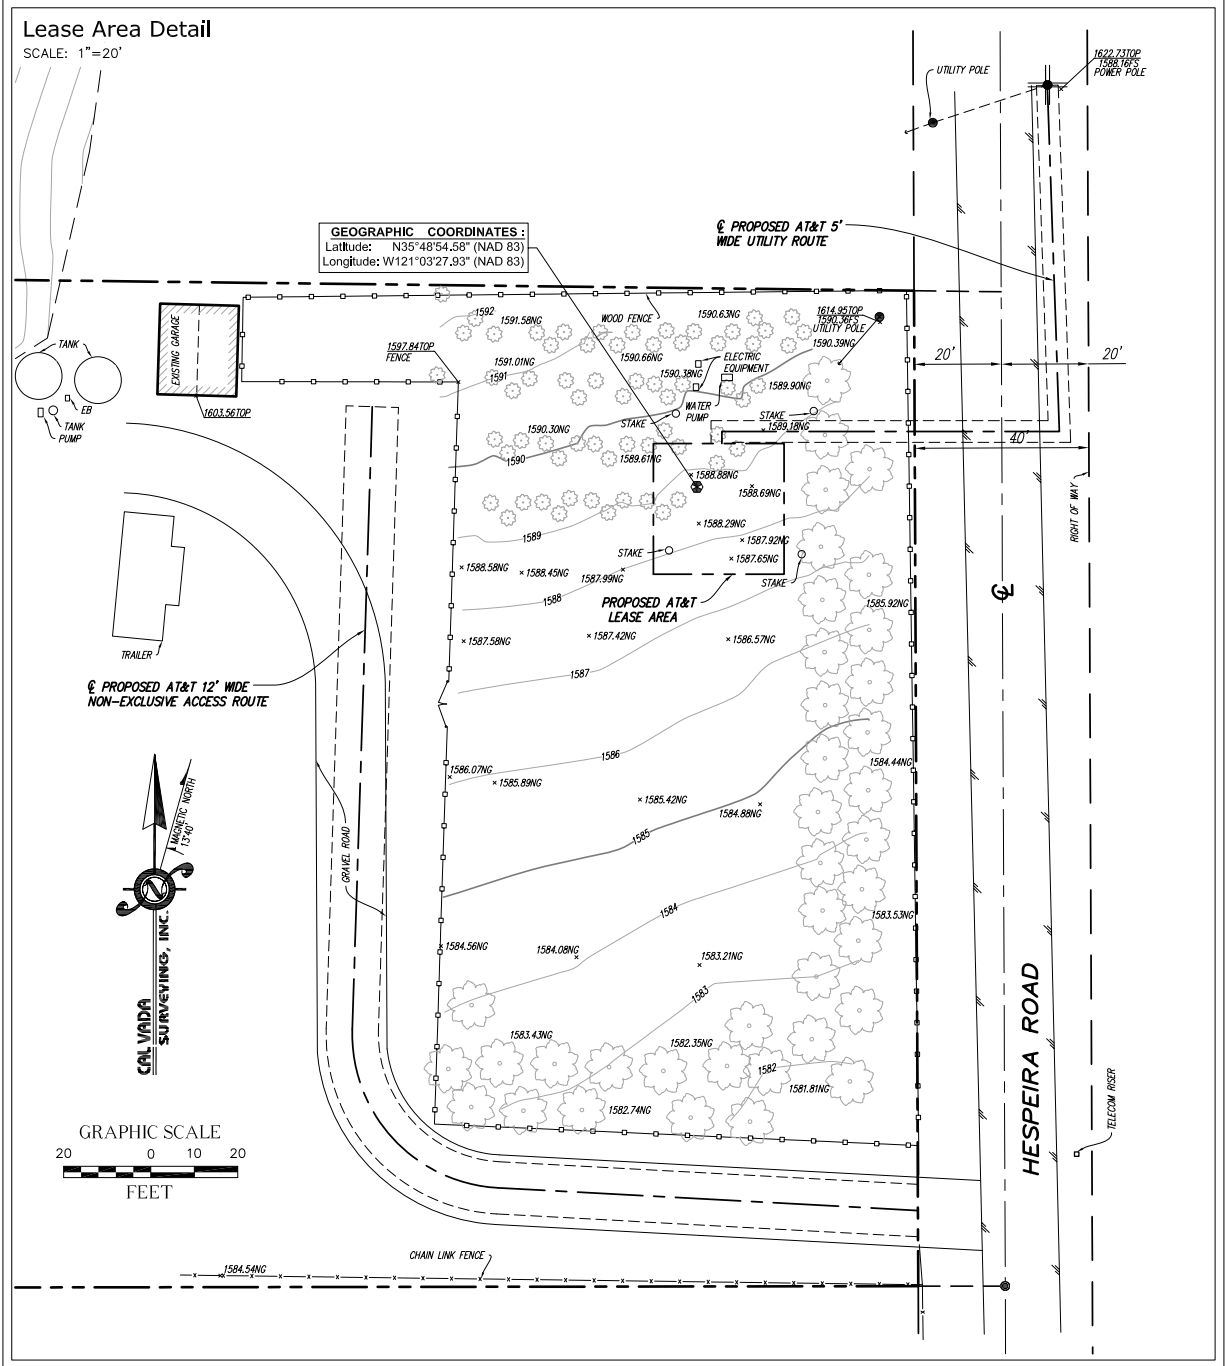 Lease Area Detail
SCALE: 1"=20'
UTILITY POLE
1622.73TOP
1588.16FS
POWER POLE
℄ PROPOSED AT&T 5'
WIDE UTILITY ROUTE
GEOGRAPHIC COORDINATES :
Latitude: N35°48'54.58" (NAD 83)
Longitude: W121°03'27.93" (NAD 83)
1592
1591.58NG
WOOD FENCE
1590.63NG
1614.95TOP
1590.36FS
UTILITY POLE
1590.39NG
EXISTING GARAGE
TANK
1597.84TOP
FENCE
1591.01NG
1591
1590.66NG
1590.38NG
ELECTRIC
EQUIPMENT
1589.90NG
20'
20'
EB
TANK
PUMP
1603.56TOP
WATER
PUMP
STAKE
STAKE
1590.30NG
1589.18NG
40'
1590
1589.61NG
1588.88NG
1588.69NG
RIGHT OF WAY
1589
1588.29NG
1587.92NG
STAKE
1587.65NG
1588.58NG
1588.45NG
1587.99NG
STAKE
1588
PROPOSED AT&T
LEASE AREA
1585.92NG
℄
1587.58NG
1587.42NG
1586.57NG
TRAILER
1587
℄ PROPOSED AT&T 12' WIDE
NON-EXCLUSIVE ACCESS ROUTE
1586
1584.44NG
1586.07NG
1585.89NG
1585.42NG
1584.88NG
MAGNETIC NORTH
13°40'
1585
GRAVEL ROAD
1584
1583.53NG
1584.56NG
1584.08NG
1583.21NG
CALVADA
SURVEYING, INC.
1583
HESPEIRA ROAD
1583.43NG
1582.35NG
1582
1581.81NG
1582.74NG
TELECOM RISER
GRAPHIC SCALE
20 0 10 20
FEET
CHAIN LINK FENCE
1584.54NG